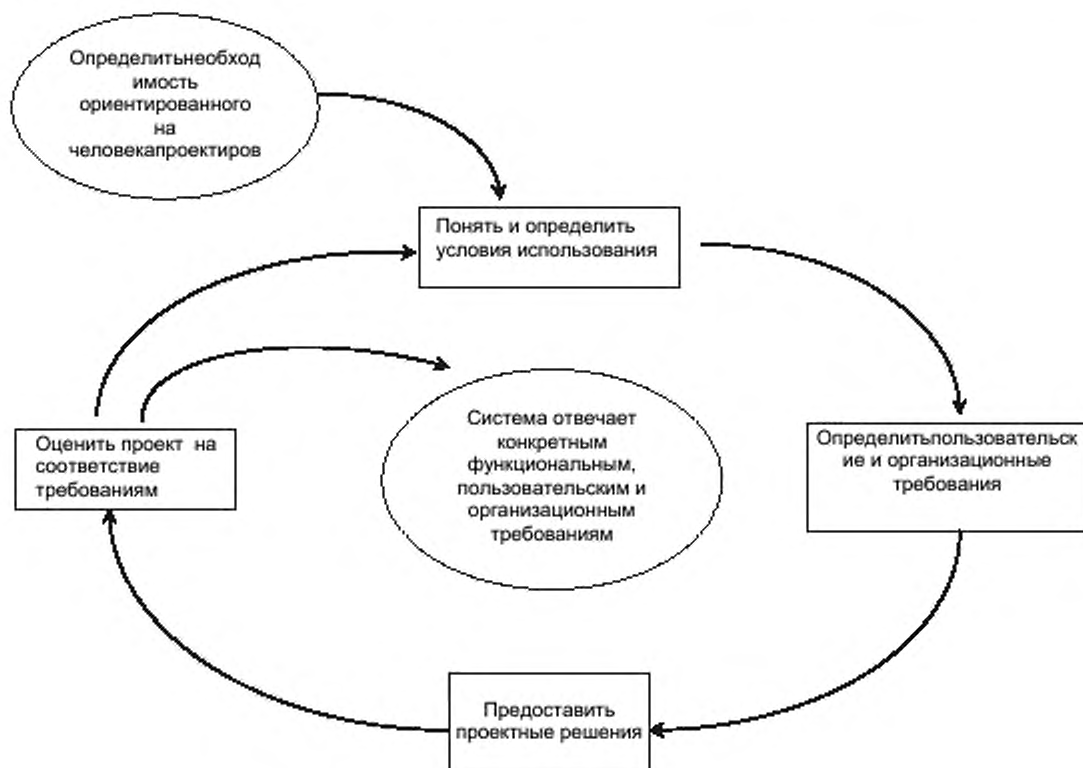 Определитьнеобход
имость
ориентированного
на
человекапроектиров
Понять и определить
условия использования
Оценить проект на
соответствие
требованиям
Система отвечает
конкретным
функциональным,
пользовательским и
организационным
требованиям
Определитьпользовательск
ие и организационные
требования
Предоставить
проектные решения